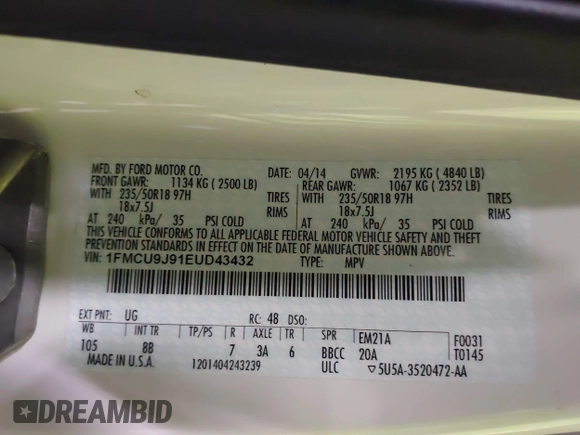 MFD. BY FORD MOTOR CO. 04/14 GVWR: 2195 KG ( 4840 LB)
FRONT GAWR: 1134 KG ( 2500 LB) REAR GAWR: 1067 KG ( 2352 LB)
WITH 235/50R18 97H TIRES WITH 235/50R18 97H TIRES
18x7.5J RIMS 18x7.5J RIMS
AT 240 kPa/ 35 PSI COLD AT 240 kPa/ 35 PSI COLD
THIS VEHICLE CONFORMS TO ALL APPLICABLE FEDERAL MOTOR VEHICLE SAFETY AND THEFT
PREVENTION STANDARDS IN EFFECT ON THE DATE OF MANUFACTURE SHOWN ABOVE.
VIN: 1FMCU9J91EUD43432 TYPE: MPV
EXT PNT: UG RC: 48 DSO:
WB INT TR TP/PS R AXLE TR SPR EM21A F0031
105 8B 7 3A 6 BBCC 20A T0145
MADE IN U.S.A. 1201404243239 ULC ▽5U5A-3520472-AA
DREAMBID